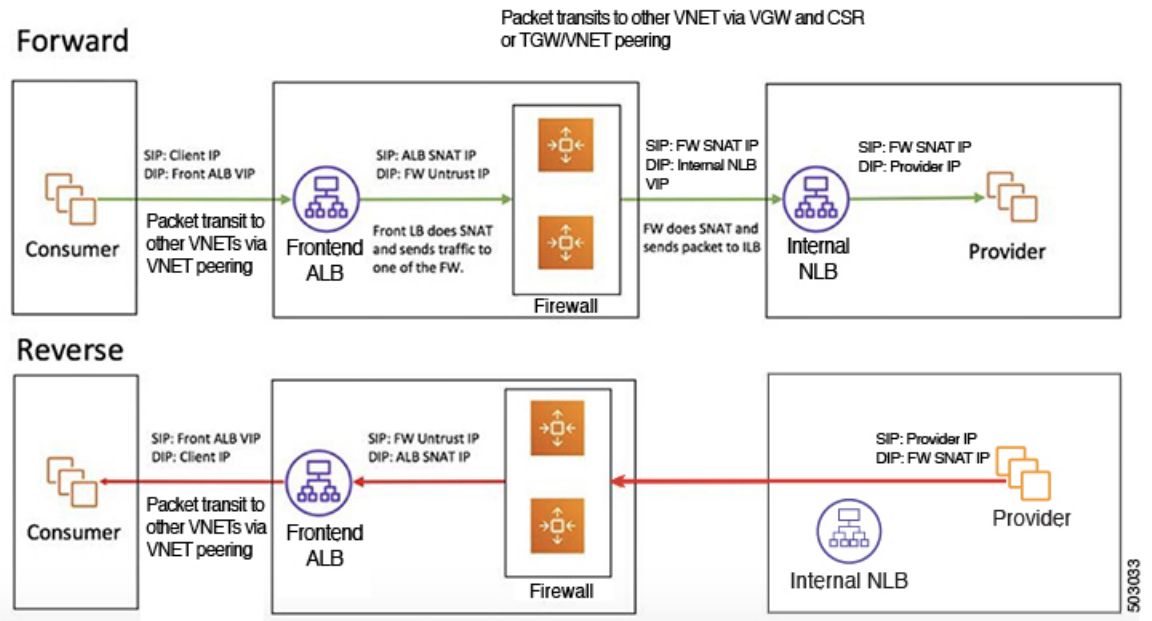 Packet transits to other VNET via VGW and CSR
or TGW/VNET peering
Forward
SIP: Client IP
DIP: Front ALB VIP
Packet transit to
other VNETs via
VNET peering
Consumer
SIP: ALB SNAT IP
DIP: FW Untrust IP
Front LB does SNAT
and sends traffic to
one of the FW.
Frontend
ALB
Firewall
SIP: FW SNAT IP
DIP: Internal NLB
VIP
FW does SNAT and
sends packet to ILB
Internal
NLB
SIP: FW SNAT IP
DIP: Provider IP
Provider
Reverse
SIP: Front ALB VIP
DIP: Client IP
Packet transit to
other VNETs via
VNET peering
Consumer
SIP: FW Untrust IP
DIP: ALB SNAT IP
Frontend
ALB
Firewall
SIP: Provider IP
DIP: FW SNAT IP
Provider
Internal NLB
503033